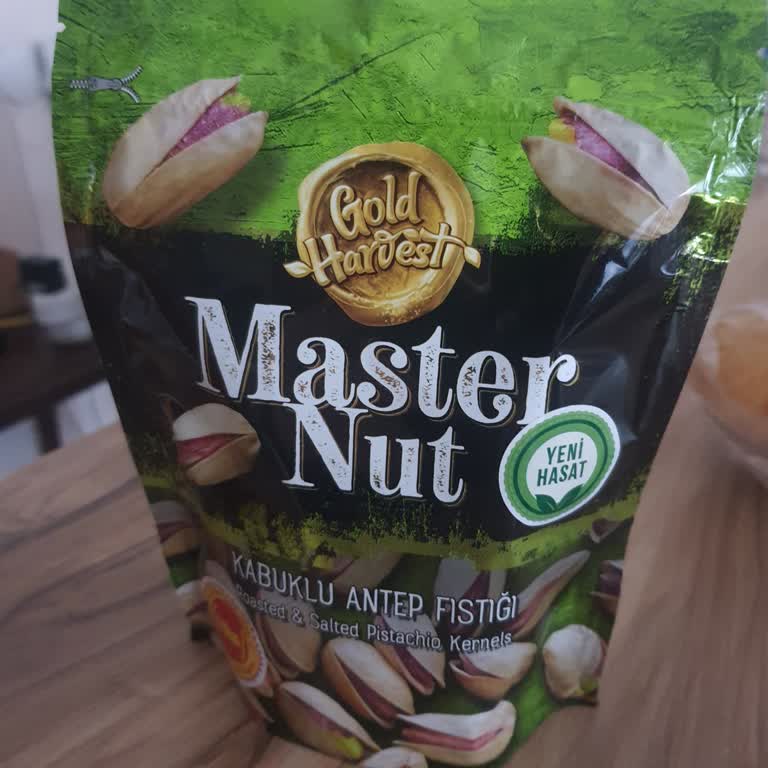 Gold
Harvest
Master
Nut
YENİ
HASAT
KABUKLU ANTEP FISTIĞI
Roasted & Salted Pistachio Kernels